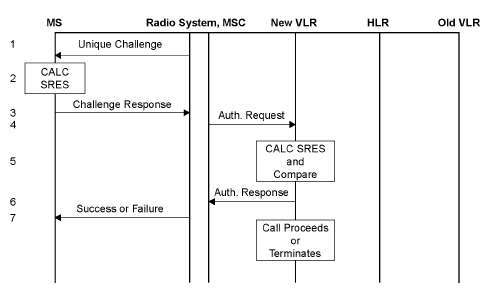 MS Radio System, MSC New VLR HLR Old VLR
1 Unique Challenge
2 CALC
SRES
3 Challenge Response
4 Auth. Request
5 CALC SRES
and
Compare
6 Auth. Response
7 Success or Failure
Call Proceeds
or
Terminates